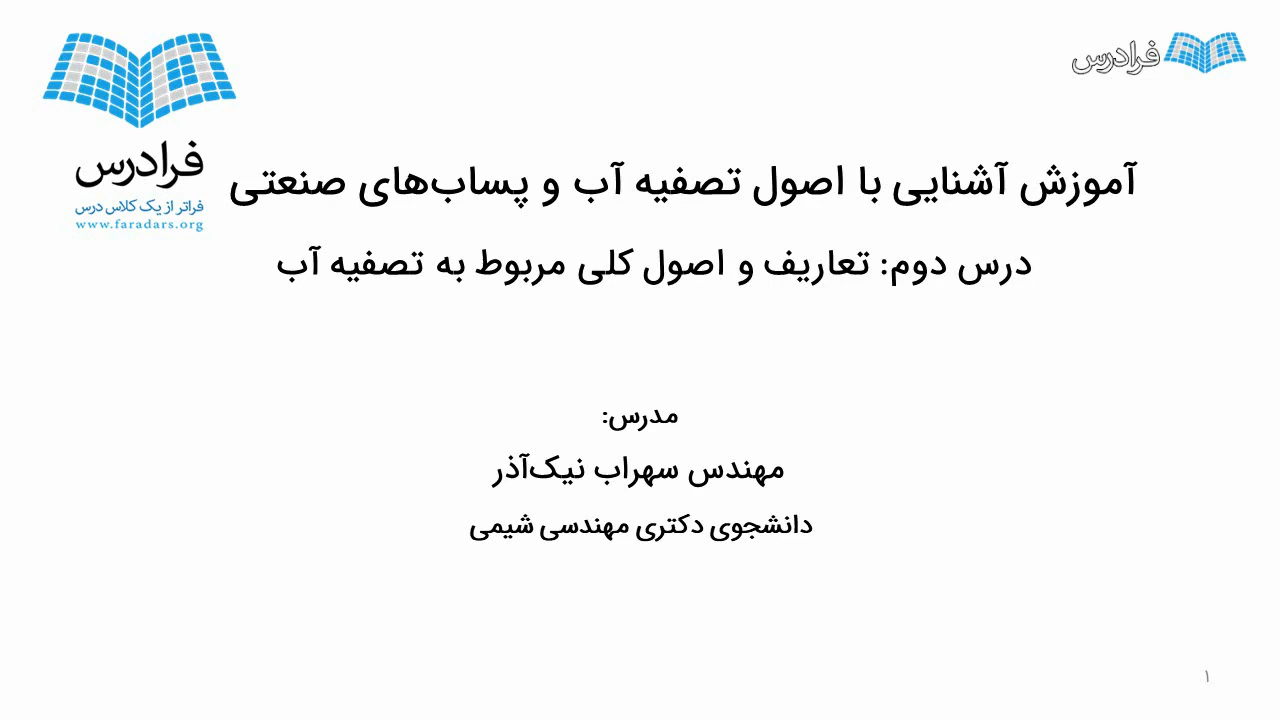 فرادرس
فرادرس
فراتر از یک کلاس درس
www.faradars.org
آموزش آشنایی با اصول تصفیه آب و پساب‌های صنعتی
درس دوم: تعاریف و اصول کلی مربوط به تصفیه آب
مدرس:
مهندس سهراب نیک‌آذر
دانشجوی دکتری مهندسی شیمی
۱